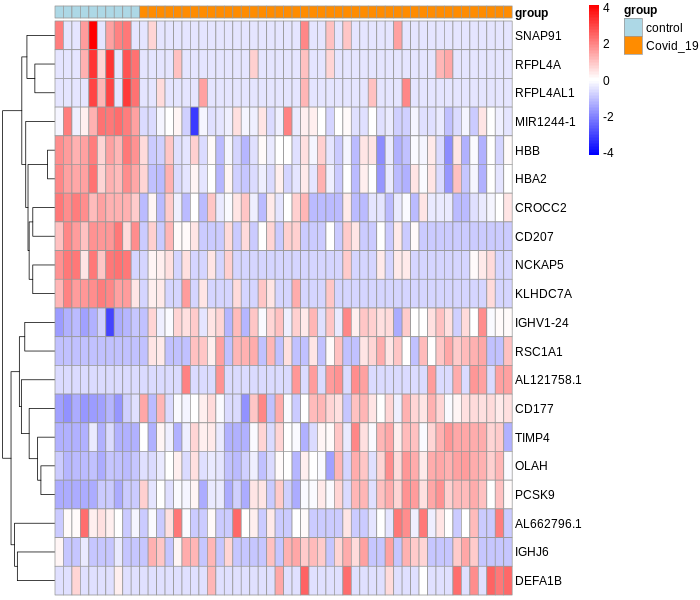 group
SNAP91
RFPL4A
RFPL4AL1
MIR1244-1
HBB
HBA2
CROCC2
CD207
NCKAP5
KLHDC7A
IGHV1-24
RSC1A1
AL121758.1
CD177
TIMP4
OLAH
PCSK9
AL662796.1
IGHJ6
DEFA1B
4
2
0
-2
-4
group
control
Covid_19